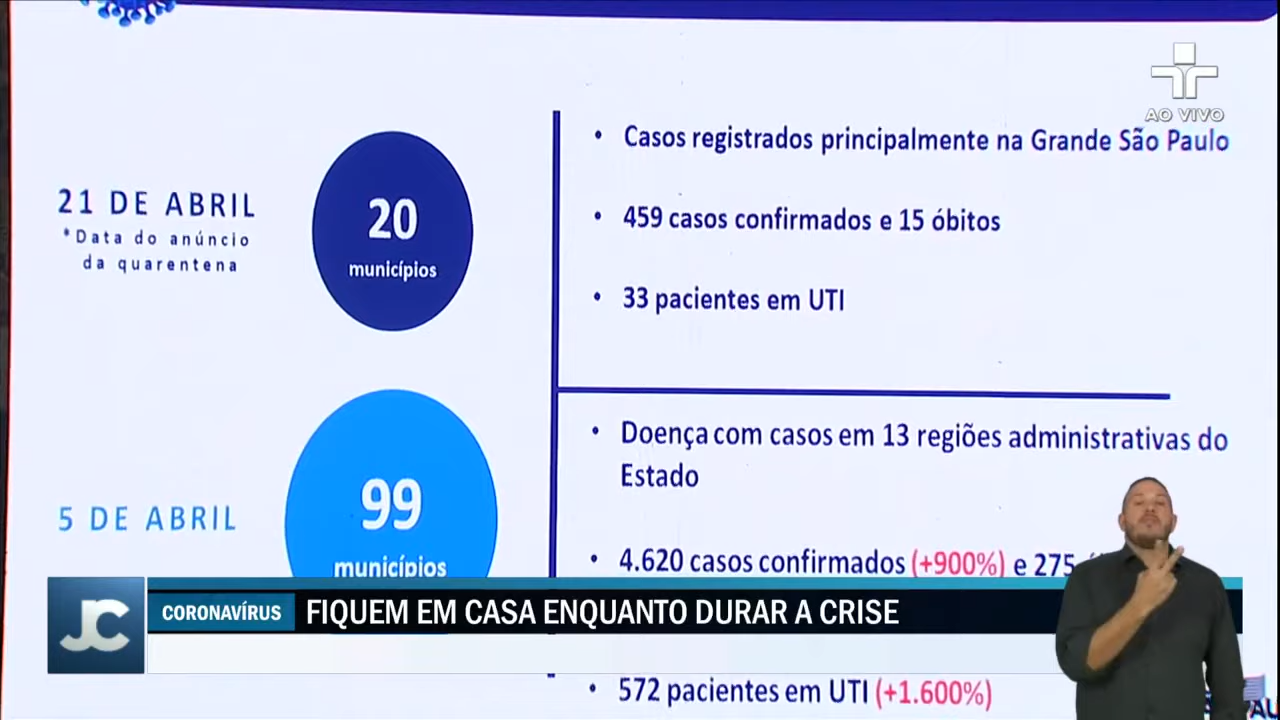 AO VIVO
21 DE ABRIL
*Data do anúncio
da quarentena
20
municípios
• Casos registrados principalmente na Grande São Paulo
• 459 casos confirmados e 15 óbitos
• 33 pacientes em UTI
5 DE ABRIL
99
municípios
• Doença com casos em 13 regiões administrativas do
Estado
• 4.620 casos confirmados (+900%) e 275
• 572 pacientes em UTI (+1.600%)
JC
CORONAVÍRUS
FIQUEM EM CASA ENQUANTO DURAR A CRISE